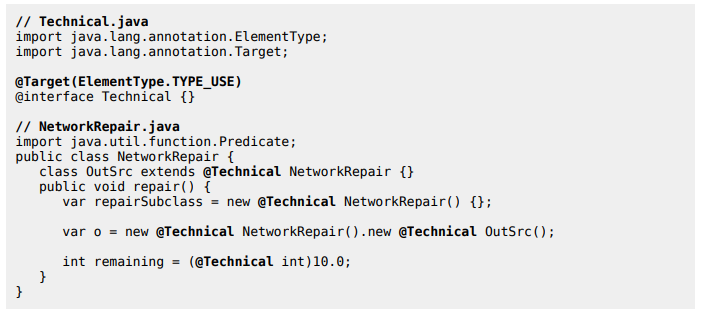 // Technical.java
import java.lang.annotation.ElementType;
import java.lang.annotation.Target;

@Target(ElementType.TYPE_USE)
@interface Technical {}

// NetworkRepair.java
import java.util.function.Predicate;
public class NetworkRepair {
   class OutSrc extends @Technical NetworkRepair {}
   public void repair() {
      var repairSubclass = new @Technical NetworkRepair() {};

      var o = new @Technical NetworkRepair().new @Technical OutSrc();

      int remaining = (@Technical int)10.0;
   }
}